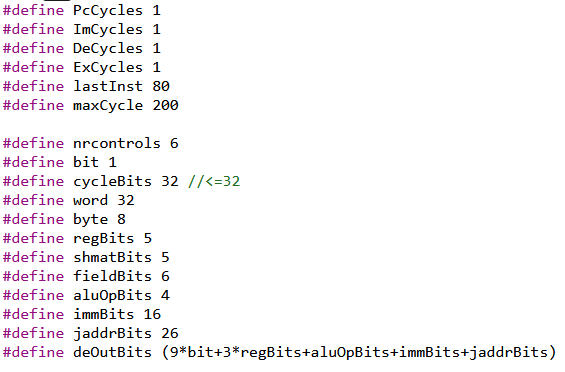 #define PcCycles 1
#define ImCycles 1
#define DeCycles 1
#define ExCycles 1
#define lastInst 80
#define maxCycle 200
#define nrcontrols 6
#define bit 1
#define cycleBits 32 //<=32
#define word 32
#define byte 8
#define regBits 5
#define shmatBits 5
#define fieldBits 6
#define aluOpBits 4
#define immBits 16
#define jaddrBits 26
#define deOutBits (9*bit+3*regBits+aluOpBits+immBits+jaddrBits)